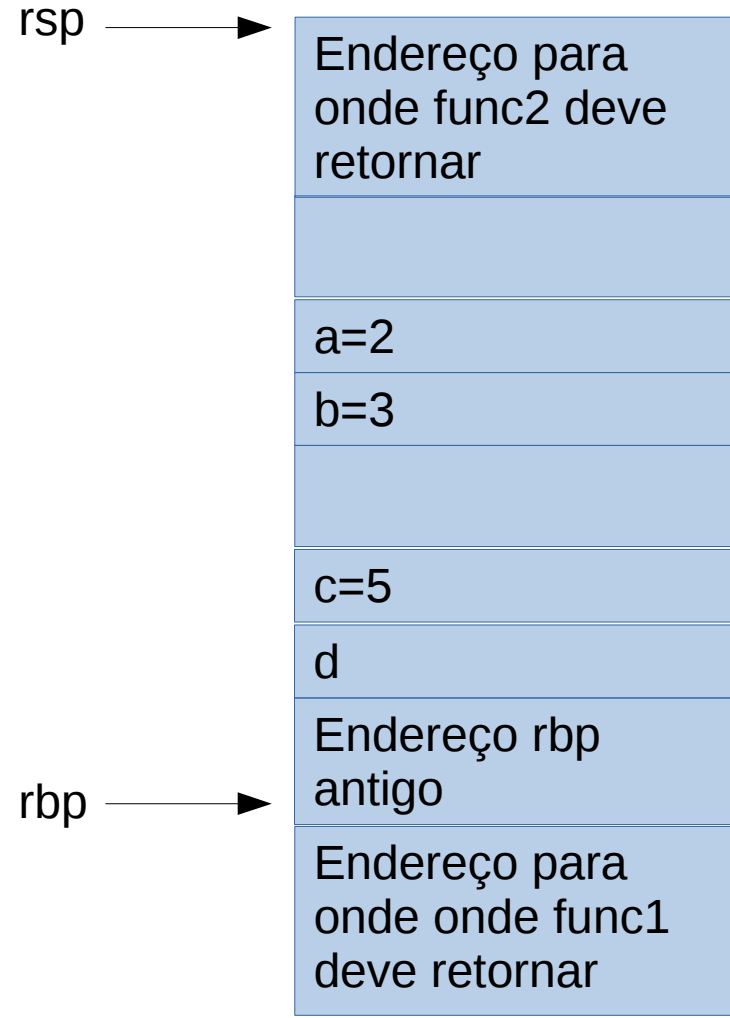 rsp
Endereço para
onde func2 deve
retornar
a=2
b=3
c=5
d
Endereço rbp
antigo
rbp
Endereço para
onde onde func1
deve retornar